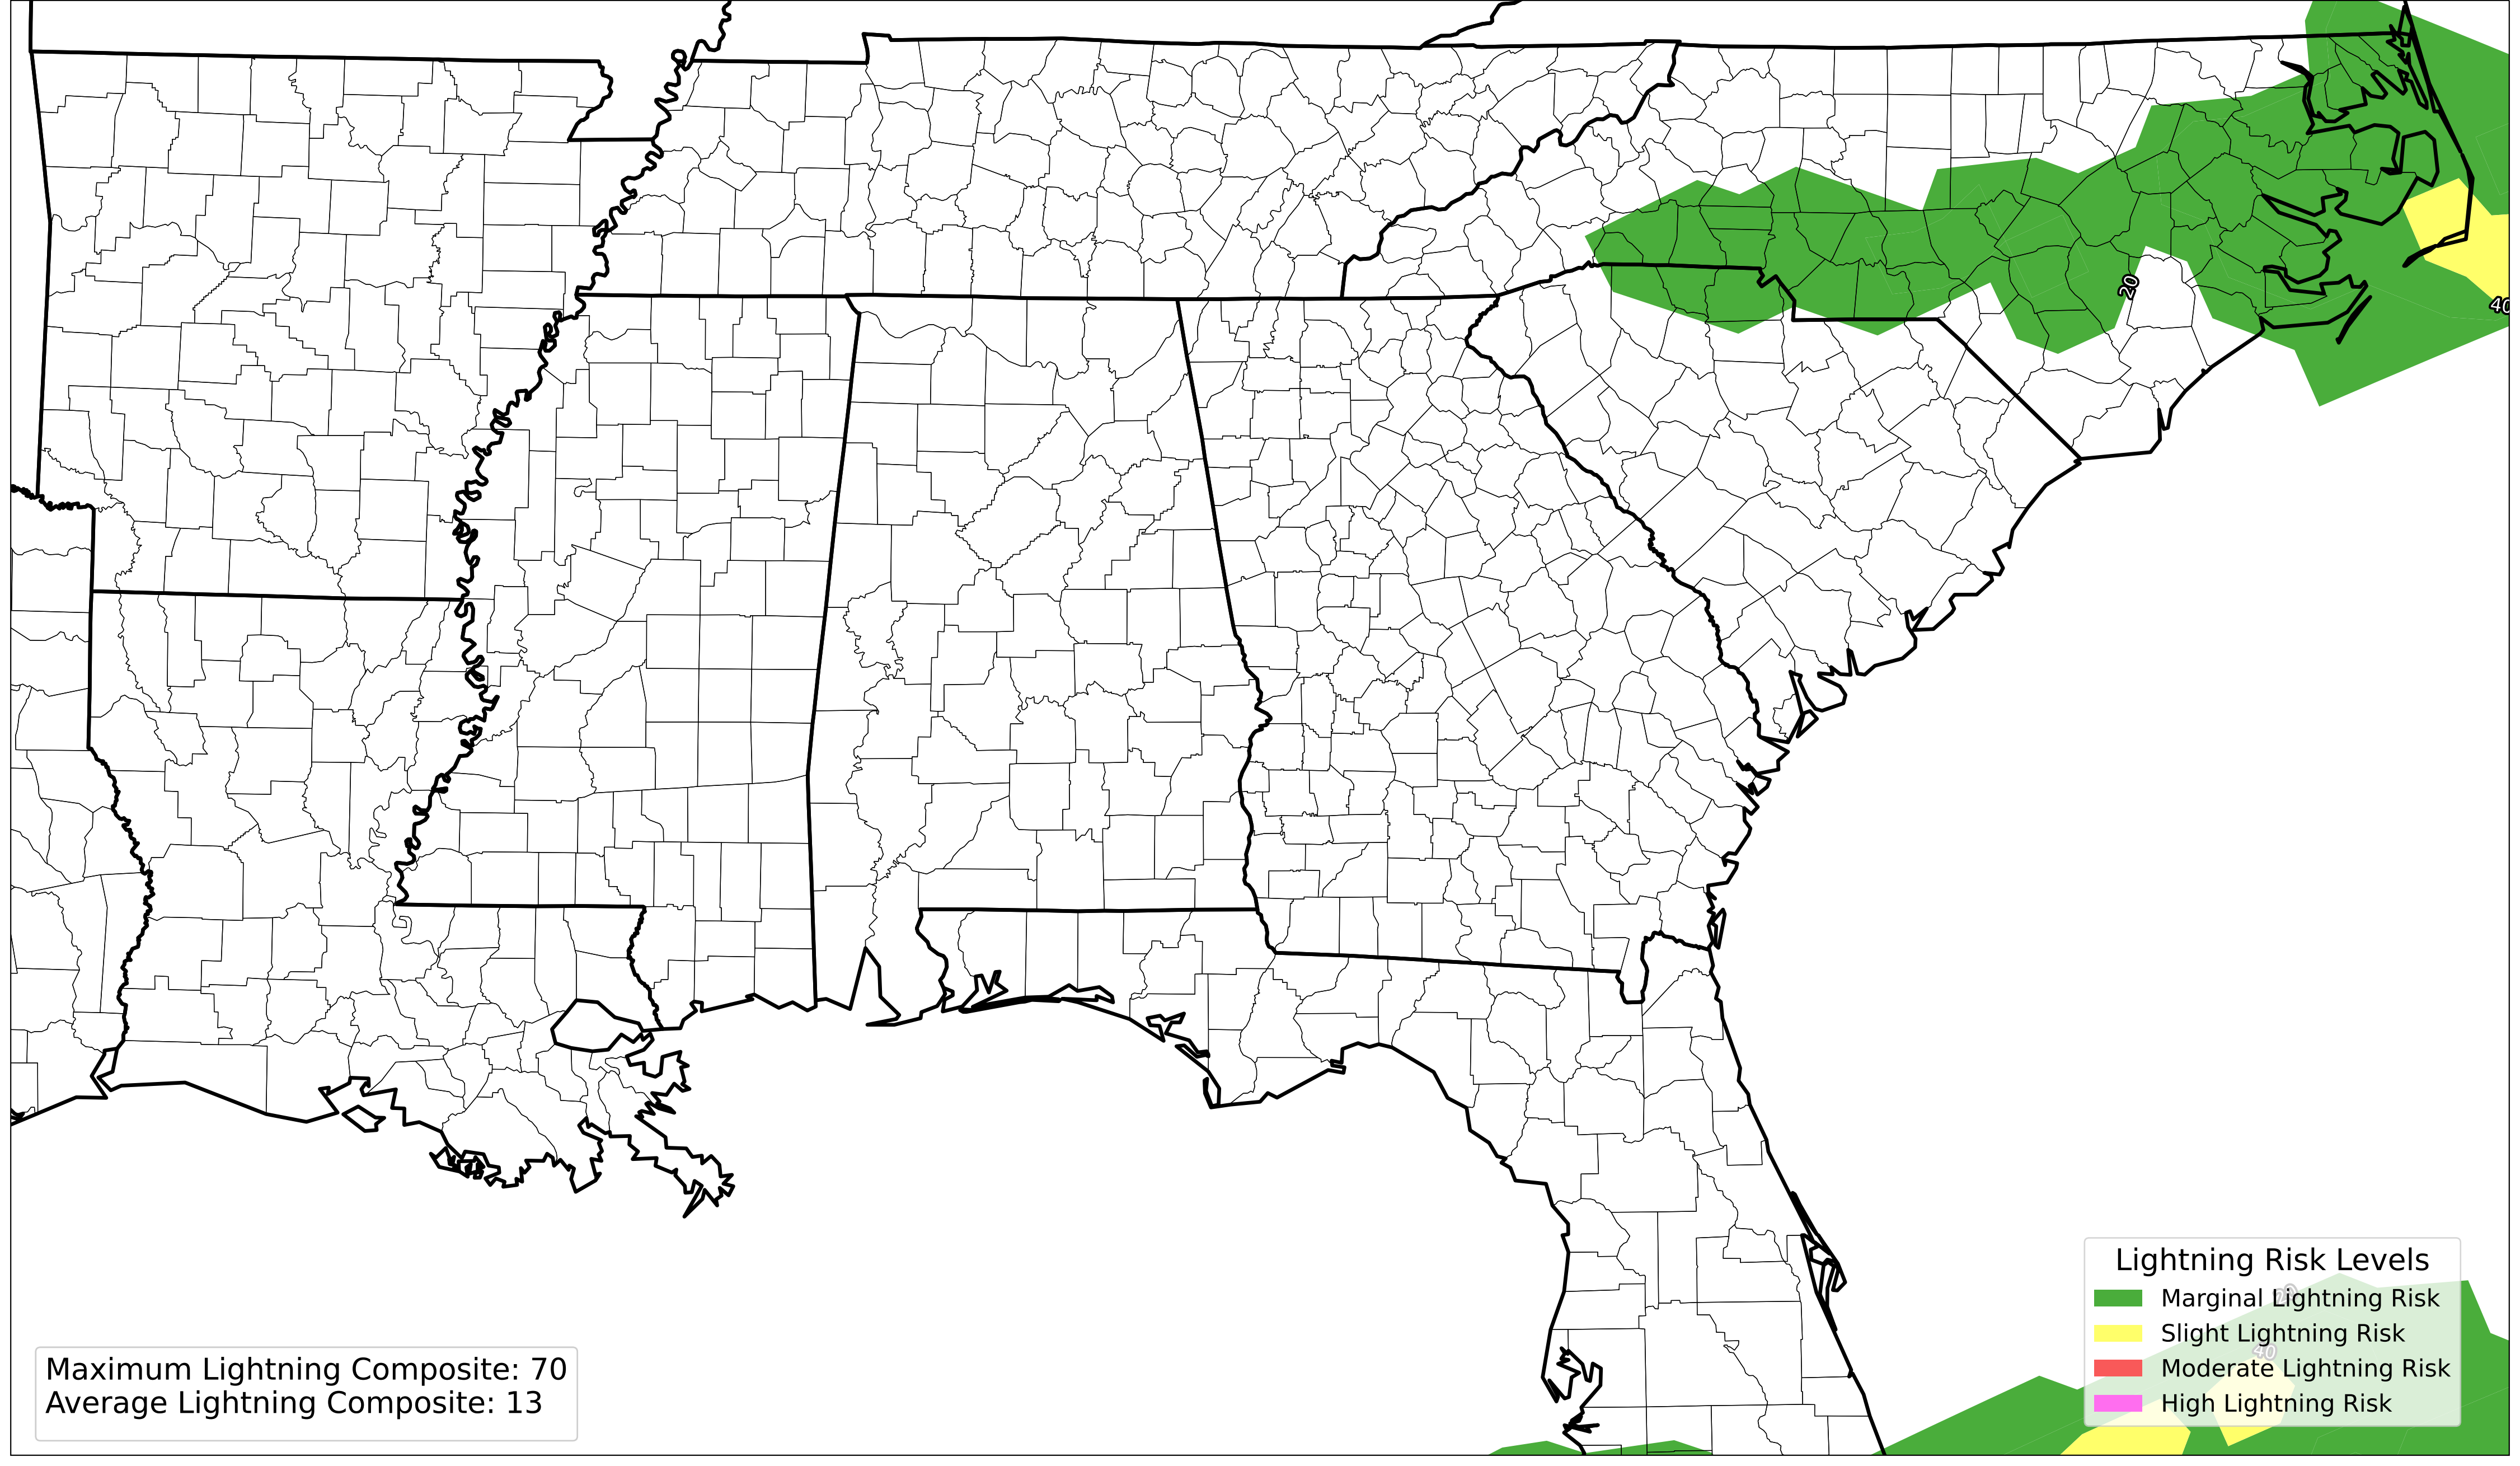 20
40
20
40
Lightning Risk Levels
Marginal Lightning Risk
Slight Lightning Risk
Moderate Lightning Risk
High Lightning Risk
Maximum Lightning Composite: 70
Average Lightning Composite: 13